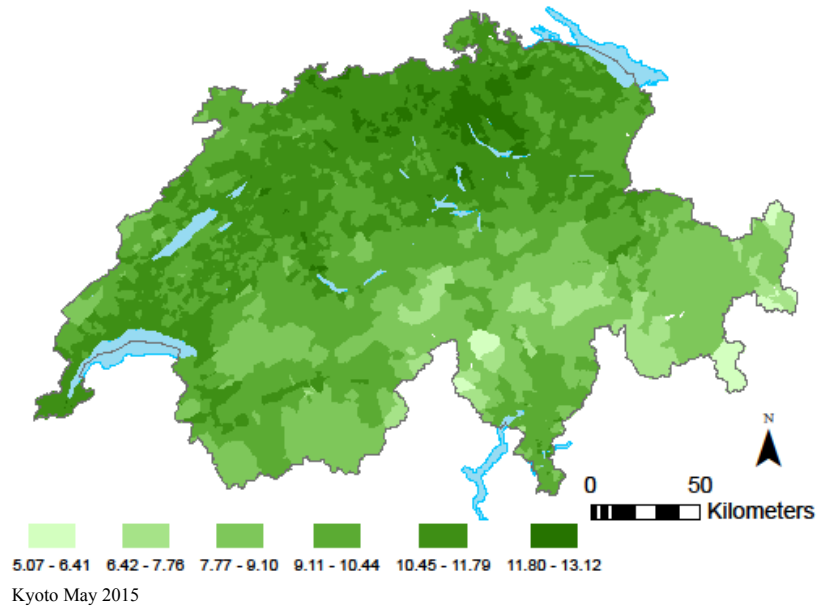 N
0 50
Kilometers
5.07 - 6.41 6.42 - 7.76 7.77 - 9.10 9.11 - 10.44 10.45 - 11.79 11.80 - 13.12
Kyoto May 2015